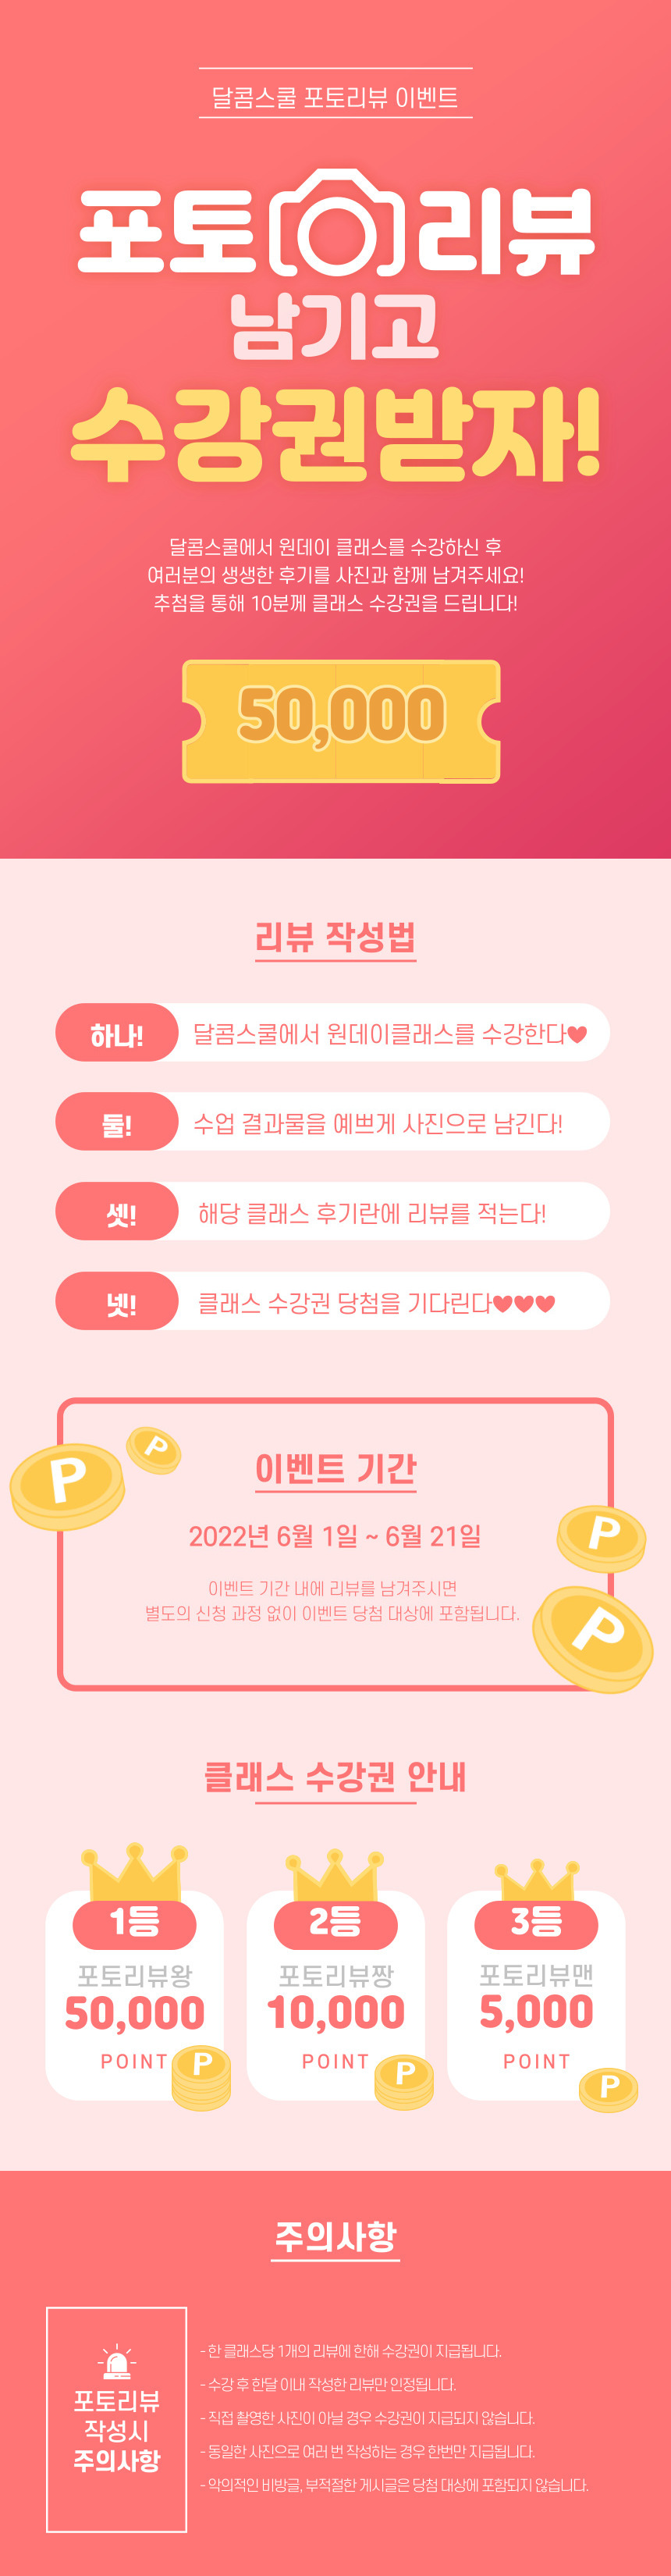 달콤스쿨 포토리뷰 이벤트
포토 리뷰
남기고
수강권받자!
달콤스쿨에서 원데이 클래스를 수강하신 후
여러분의 생생한 후기를 사진과 함께 남겨주세요!
추첨을 통해 10분께 클래스 수강권을 드립니다!
50,000
리뷰 작성법
하나! 달콤스쿨에서 원데이클래스를 수강한다♥
둘! 수업 결과물을 예쁘게 사진으로 남긴다!
셋! 해당 클래스 후기란에 리뷰를 적는다!
넷! 클래스 수강권 당첨을 기다린다♥♥♥
P
P
이벤트 기간
2022년 6월 1일 ~ 6월 21일
P
이벤트 기간 내에 리뷰를 남겨주시면
별도의 신청 과정 없이 이벤트 당첨 대상에 포함됩니다.
P
클래스 수강권 안내
1등
포토리뷰왕
50,000
POINT
P
2등
포토리뷰짱
10,000
POINT
P
3등
포토리뷰맨
5,000
POINT
P
주의사항
포토리뷰
작성시
주의사항
- 한 클래스당 1개의 리뷰에 한해 수강권이 지급됩니다.
- 수강 후 한달 이내 작성한 리뷰만 인정됩니다.
- 직접 촬영한 사진이 아닐 경우 수강권이 지급되지 않습니다.
- 동일한 사진으로 여러 번 작성하는 경우 한번만 지급됩니다.
- 악의적인 비방글, 부적절한 게시글은 당첨 대상에 포함되지 않습니다.